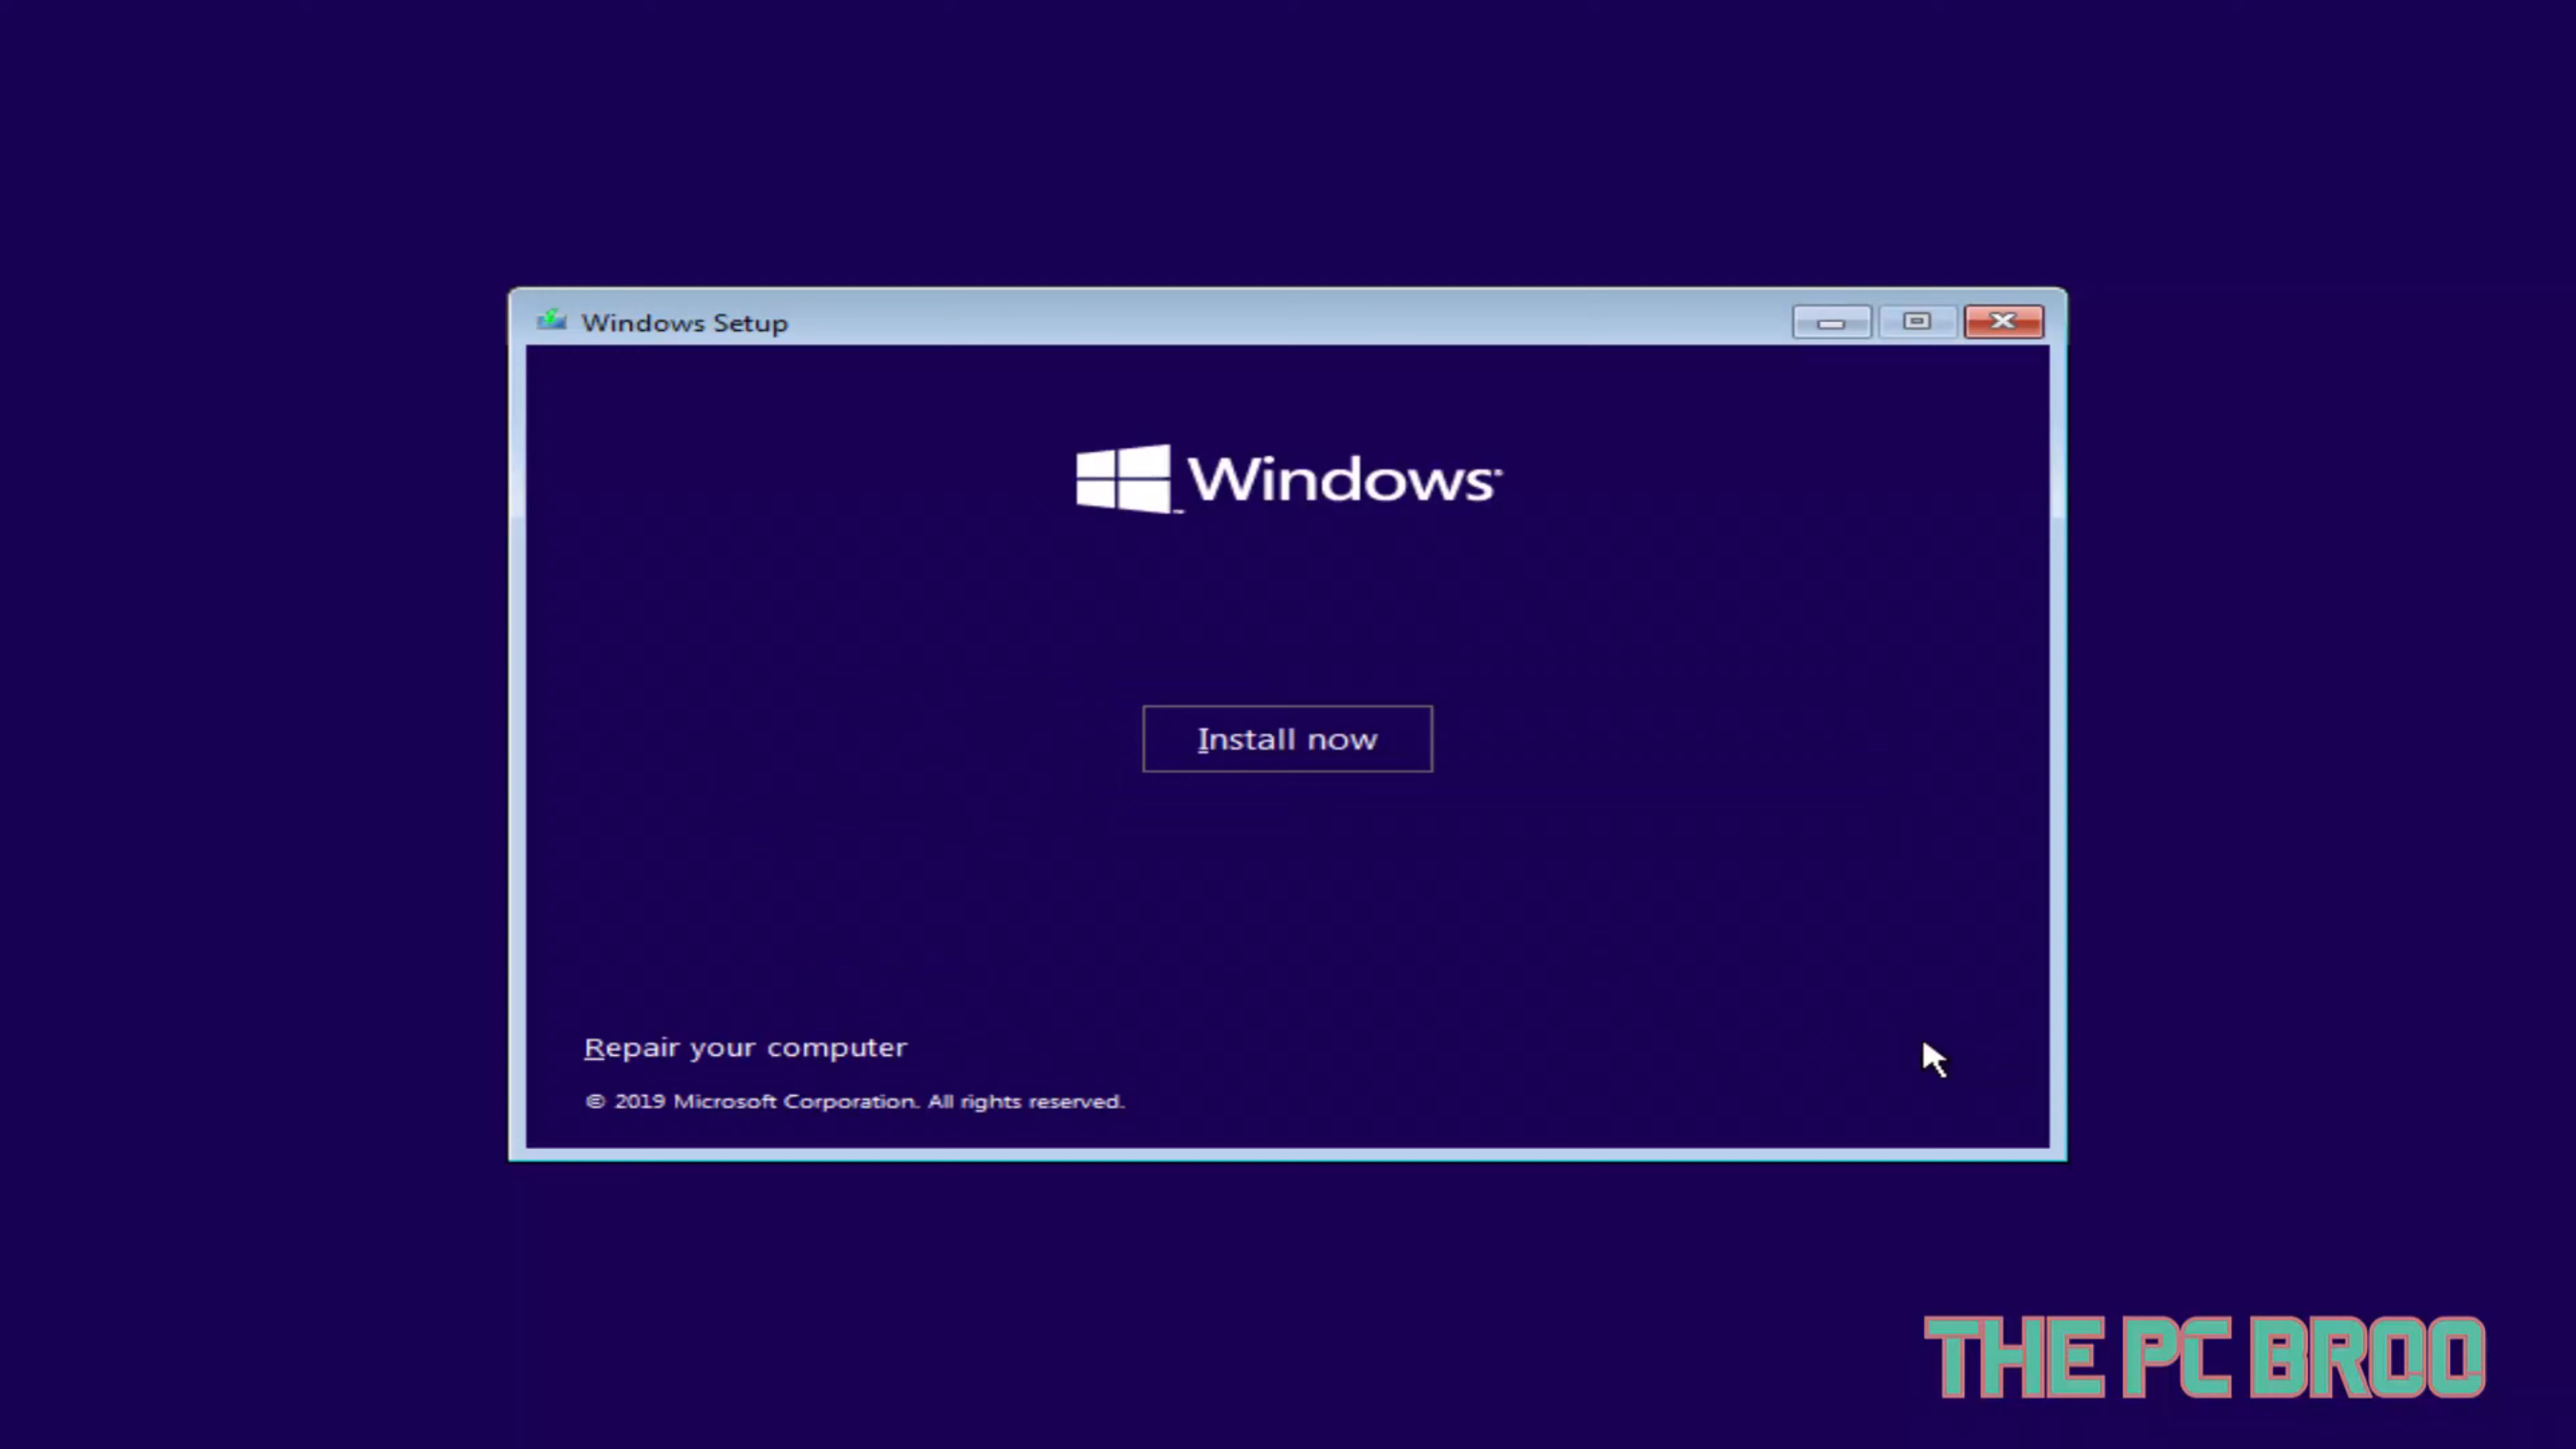 Windows Setup
Windows
Install now
Repair your computer
© 2019 Microsoft Corporation. All rights reserved.
THE PC BROO